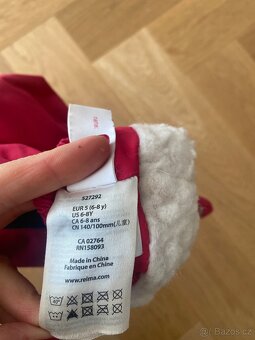 527292
EUR 5 (6-8 y)
US 6-8Y
CA 6-8 ans
CN 140/100mm(儿童)
CA 02764
RN158093
Made in China
Fabriqué en Chine
www.reima.com
sbazar.cz